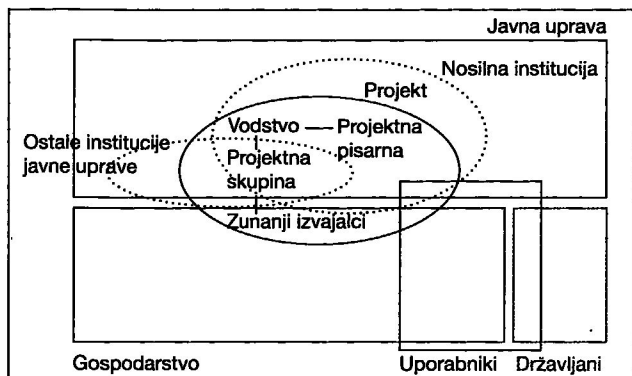 Javna uprava
Nosilna institucija
Projekt
Vodstvo — Projektna
pisarna
Ostale institucije
javne uprave
Projektna
skupina
Zunanji izvajalci
Gospodarstvo
Uporabniki
Državljani